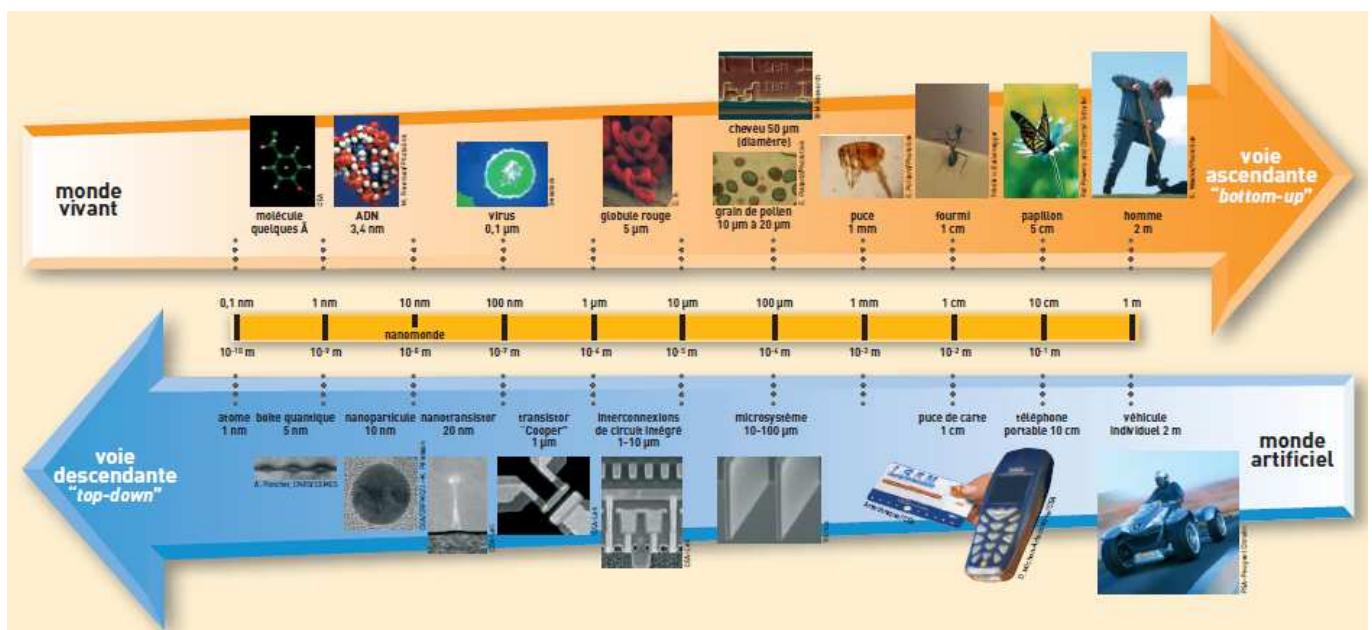 monde
vivant
molécule
quelques Å
ADN
3,4 nm
virus
0,1 µm
globule rouge
5 µm
cheveu 50 µm
(diamètre)
grain de pollen
10 µm à 20 µm
puce
1 mm
fourmi
1 cm
papillon
5 cm
homme
2 m
voie
ascendante
"bottom-up"
0,1 nm
1 nm
10 nm
100 nm
1 µm
10 µm
100 µm
1 mm
1 cm
10 cm
1 m
nanomonde
10⁻¹⁰ m
10⁻⁹ m
10⁻⁸ m
10⁻⁷ m
10⁻⁶ m
10⁻⁵ m
10⁻⁴ m
10⁻³ m
10⁻² m
10⁻¹ m
voie
descendante
"top-down"
atome
1 nm
boîte quantique
5 nm
nanoparticule
10 nm
nanotransistor
20 nm
transistor
"Cooper"
1 µm
interconnexions
de circuit intégré
1-10 µm
microsystème
10-100 µm
puce de carte
1 cm
téléphone
portable 10 cm
véhicule
individuel 2 m
monde
artificiel